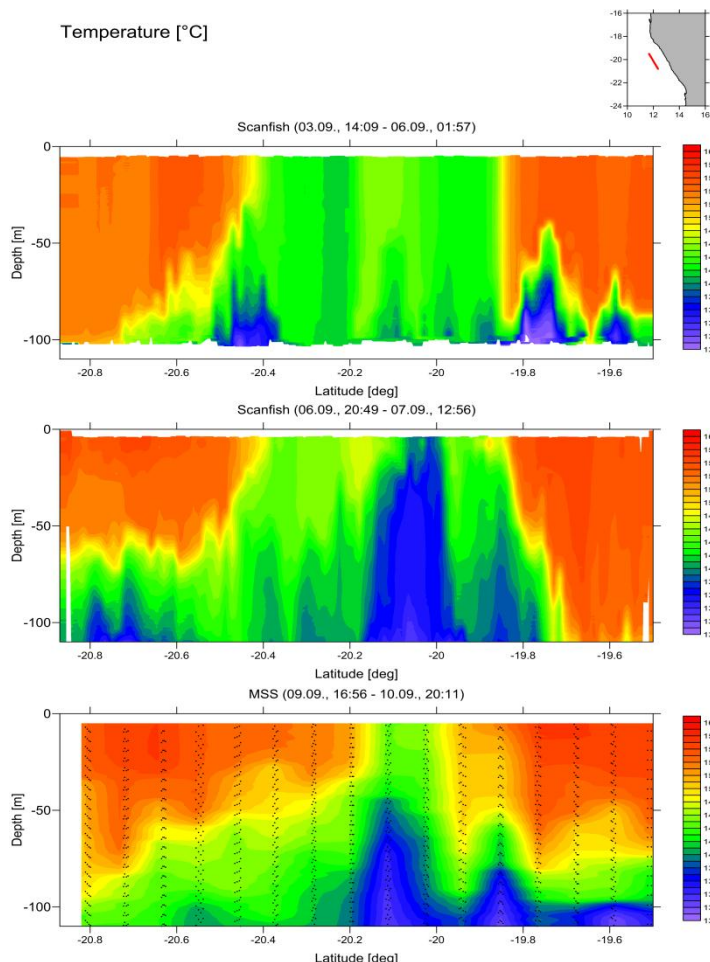 Temperature [°C]
-16
-18
-20
-22
-24
10 12 14 16
Scanfish (03.09., 14:09 - 06.09., 01:57)
0
-50
-100
Depth [m]
-20.8 -20.6 -20.4 -20.2 -20 -19.8 -19.6
Latitude [deg]
Scanfish (06.09., 20:49 - 07.09., 12:56)
0
-50
-100
Depth [m]
-20.8 -20.6 -20.4 -20.2 -20 -19.8 -19.6
Latitude [deg]
MSS (09.09., 16:56 - 10.09., 20:11)
0
-50
-100
Depth [m]
-20.8 -20.6 -20.4 -20.2 -20 -19.8 -19.6
Latitude [deg]